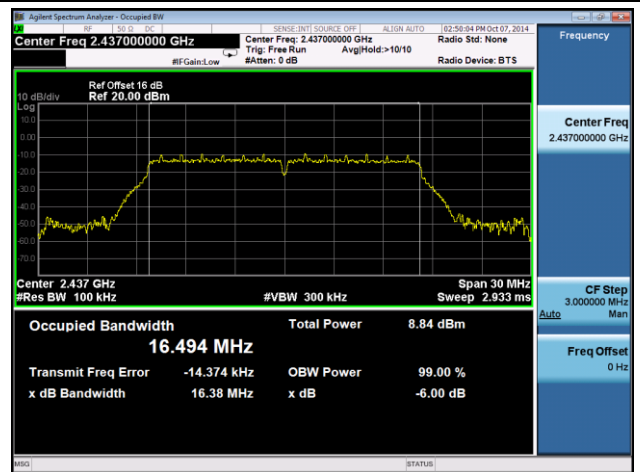 Agilent Spectrum Analyzer - Occupied BW
RF 50 Ω DC SENSE:INT SOURCE OFF ALIGN AUTO 02:50:04 PM Oct 07, 2014
Center Freq 2.437000000 GHz
Center Freq: 2.437000000 GHz
Radio Std: None
Trig: Free Run Avg|Hold:>10/10
#IFGain:Low #Atten: 0 dB Radio Device: BTS
Ref Offset 16 dB
10 dB/div Ref 20.00 dBm
Log
10.0
0.00
-10.0
-20.0
-30.0
-40.0
-50.0
-60.0
-70.0
Center 2.437 GHz Span 30 MHz
#Res BW 100 kHz #VBW 300 kHz Sweep 2.933 ms
Occupied Bandwidth Total Power 8.84 dBm
16.494 MHz
Transmit Freq Error -14.374 kHz OBW Power 99.00 %
x dB Bandwidth 16.38 MHz x dB -6.00 dB
MSG STATUS
Frequency
Center Freq
2.437000000 GHz
CF Step
3.000000 MHz
Auto Man
Freq Offset
0 Hz